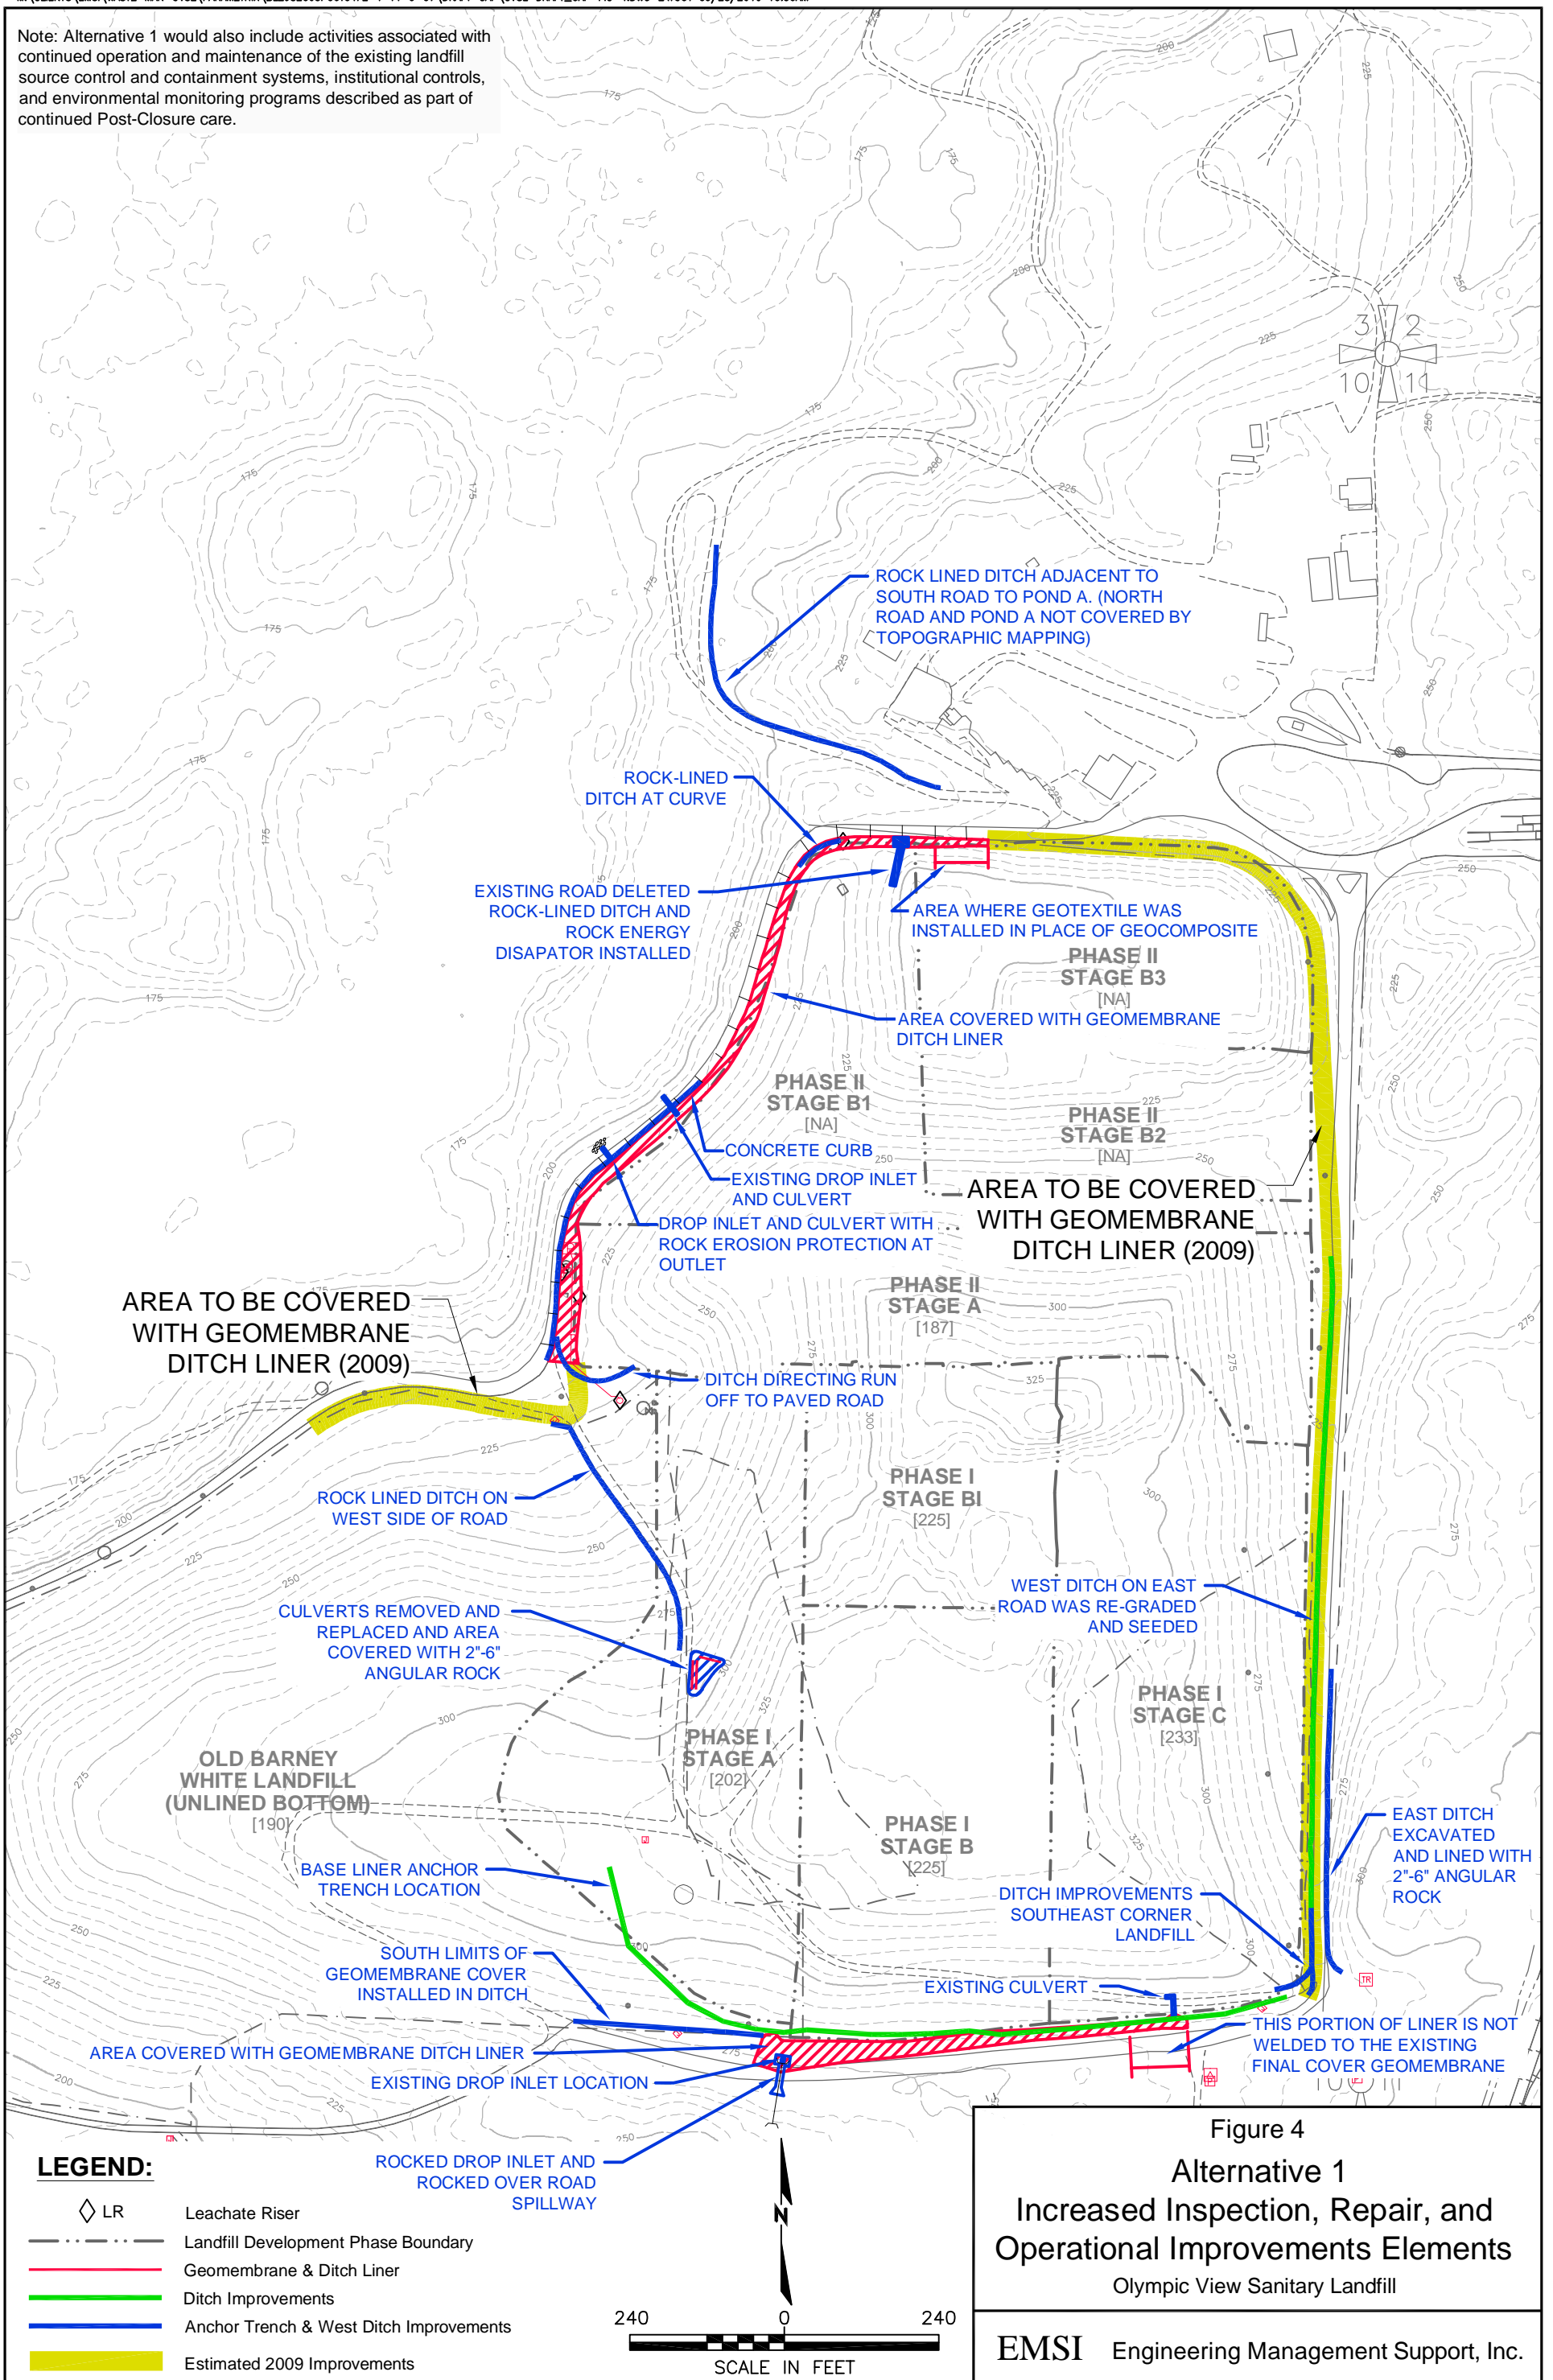 Note: Alternative 1 would also include activities associated with
continued operation and maintenance of the existing landfill
source control and containment systems, institutional controls,
and environmental monitoring programs described as part of
continued Post-Closure care.
3 2
10 11
ROCK LINED DITCH ADJACENT TO
SOUTH ROAD TO POND A. (NORTH
ROAD AND POND A NOT COVERED BY
TOPOGRAPHIC MAPPING)
ROCK-LINED
DITCH AT CURVE
EXISTING ROAD DELETED
ROCK-LINED DITCH AND
ROCK ENERGY
DISAPATOR INSTALLED
AREA WHERE GEOTEXTILE WAS
INSTALLED IN PLACE OF GEOCOMPOSITE
PHASE II
STAGE B3
[NA]
AREA COVERED WITH GEOMEMBRANE
DITCH LINER
PHASE II
STAGE B1
[NA]
PHASE II
STAGE B2
[NA]
CONCRETE CURB
EXISTING DROP INLET
AND CULVERT
DROP INLET AND CULVERT WITH
ROCK EROSION PROTECTION AT
OUTLET
AREA TO BE COVERED
WITH GEOMEMBRANE
DITCH LINER (2009)
PHASE II
STAGE A
[187]
AREA TO BE COVERED
WITH GEOMEMBRANE
DITCH LINER (2009)
DITCH DIRECTING RUN
OFF TO PAVED ROAD
PHASE I
STAGE BI
[225]
ROCK LINED DITCH ON
WEST SIDE OF ROAD
WEST DITCH ON EAST
ROAD WAS RE-GRADED
AND SEEDED
CULVERTS REMOVED AND
REPLACED AND AREA
COVERED WITH 2"-6"
ANGULAR ROCK
PHASE I
STAGE C
[233]
PHASE I
STAGE A
[202]
OLD BARNEY
WHITE LANDFILL
(UNLINED BOTTOM)
[190]
PHASE I
STAGE B
[225]
EAST DITCH
EXCAVATED
AND LINED WITH
2"-6" ANGULAR
ROCK
BASE LINER ANCHOR
TRENCH LOCATION
DITCH IMPROVEMENTS
SOUTHEAST CORNER
LANDFILL
SOUTH LIMITS OF
GEOMEMBRANE COVER
INSTALLED IN DITCH
EXISTING CULVERT
TR
THIS PORTION OF LINER IS NOT
WELDED TO THE EXISTING
FINAL COVER GEOMEMBRANE
AREA COVERED WITH GEOMEMBRANE DITCH LINER
EXISTING DROP INLET LOCATION
ROCKED DROP INLET AND
ROCKED OVER ROAD
SPILLWAY
LEGEND:
LR Leachate Riser
Landfill Development Phase Boundary
Geomembrane & Ditch Liner
Ditch Improvements
Anchor Trench & West Ditch Improvements
Estimated 2009 Improvements
N
240 0 240
SCALE IN FEET
Figure 4
Alternative 1
Increased Inspection, Repair, and
Operational Improvements Elements
Olympic View Sanitary Landfill
EMSI Engineering Management Support, Inc.